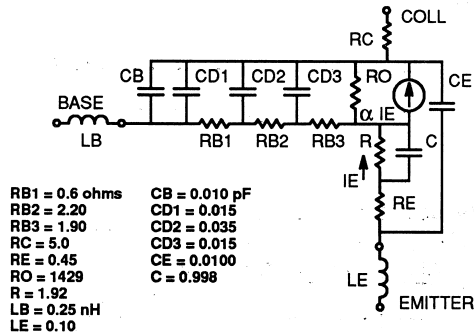 COLL
RC
CB
CD1
CD2
CD3
RO
CE
BASE
α IE
LB
RB1
RB2
RB3
R
C
IE
RE
RB1 = 0.6 ohms
RB2 = 2.20
RB3 = 1.90
RC = 5.0
RE = 0.45
RO = 1429
R = 1.92
LB = 0.25 nH
LE = 0.10
CB = 0.010 pF
CD1 = 0.015
CD2 = 0.035
CD3 = 0.015
CE = 0.0100
C = 0.998
LE
EMITTER